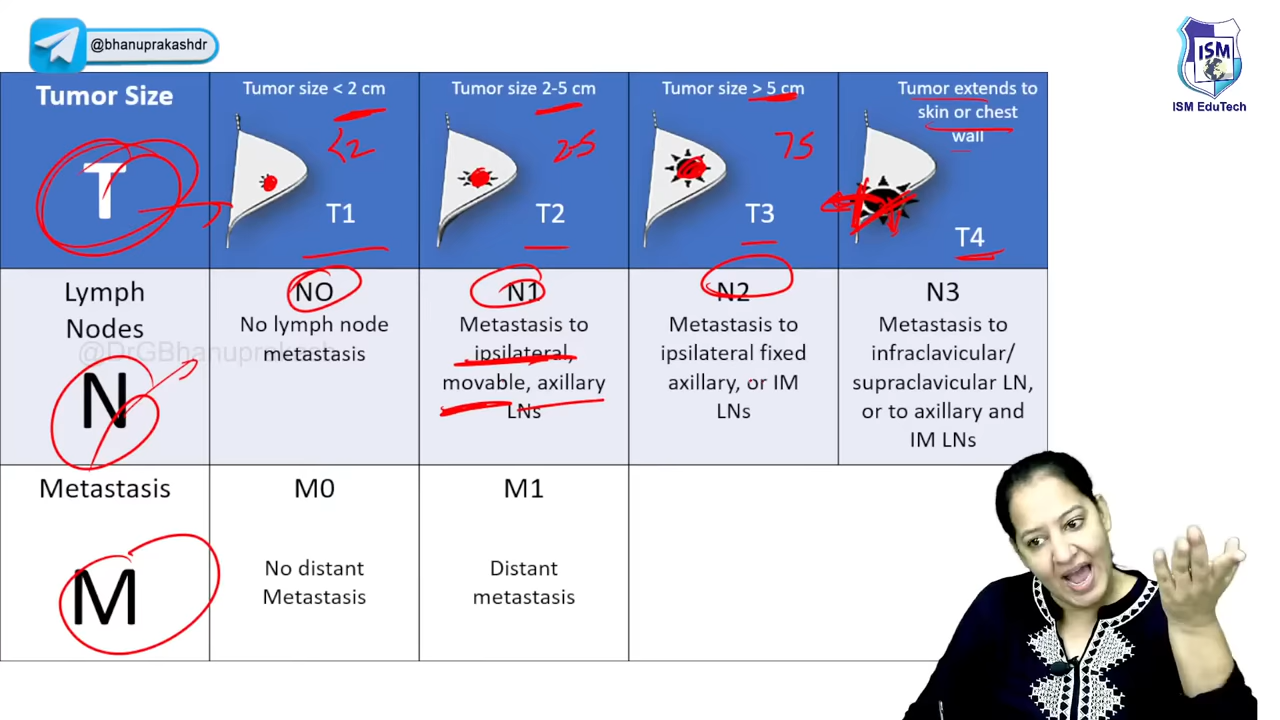 @bhanuprakashdr
ISM
ISM EduTech
Tumor Size
T
Tumor size < 2 cm
<2
T1
Tumor size 2-5 cm
2-5
T2
Tumor size > 5 cm
75
T3
Tumor extends to
skin or chest
wall
T4
Lymph
Nodes
@DrGBhanuprakash
N
NO
No lymph node
metastasis
N1
Metastasis to
ipsilateral,
movable, axillary
LNs
N2
Metastasis to
ipsilateral fixed
axillary, or IM
LNs
N3
Metastasis to
infraclavicular/
supraclavicular LN,
or to axillary and
IM LNs
Metastasis
M
M0
No distant
Metastasis
M1
Distant
metastasis